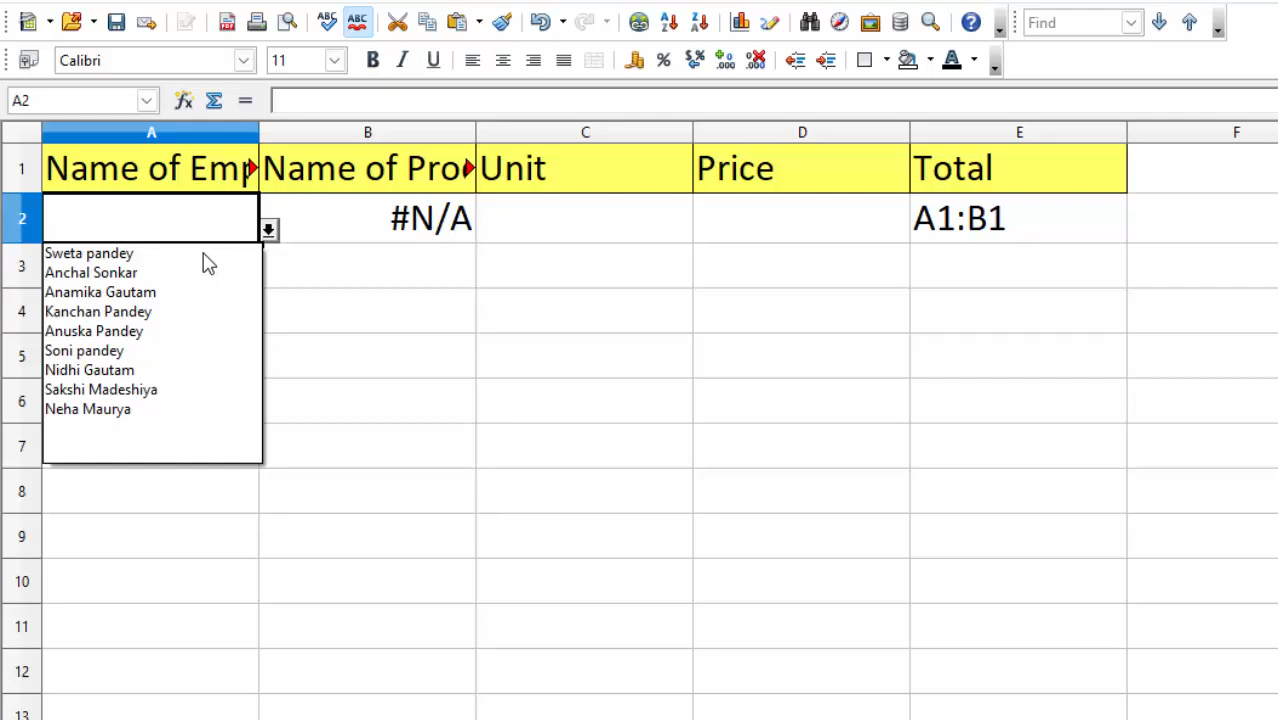 ABC ABC
Find
Calibri 11 B I U
A2
A B C D E F
1 Name of Emp Name of Pro Unit Price Total
2 #N/A A1:B1
Sweta pandey
3 Anchal Sonkar
Anamika Gautam
4 Kanchan Pandey
Anuska Pandey
5 Soni pandey
Nidhi Gautam
6 Sakshi Madeshiya
Neha Maurya
7
8
9
10
11
12
13